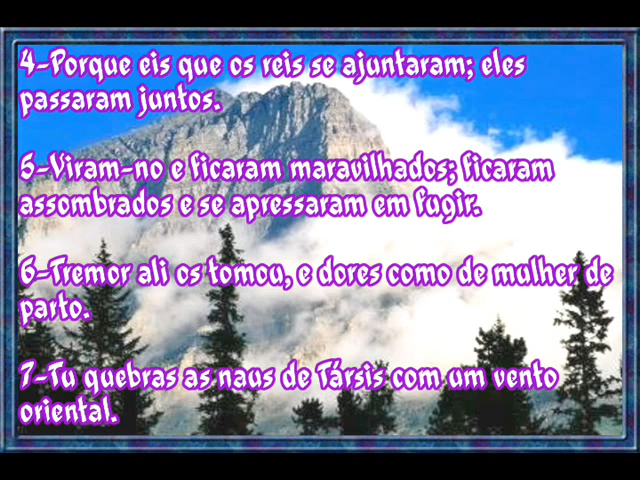 4-Porque eis que os reis se ajuntaram; eles
passaram juntos.
5-Viram-no e ficaram maravilhados; ficaram
assombrados e se apressaram em fugir.
6-Tremor ali os tomou, e dores como de mulher de
parto.
7-Tu quebras as naus de Társis com um vento
oriental.